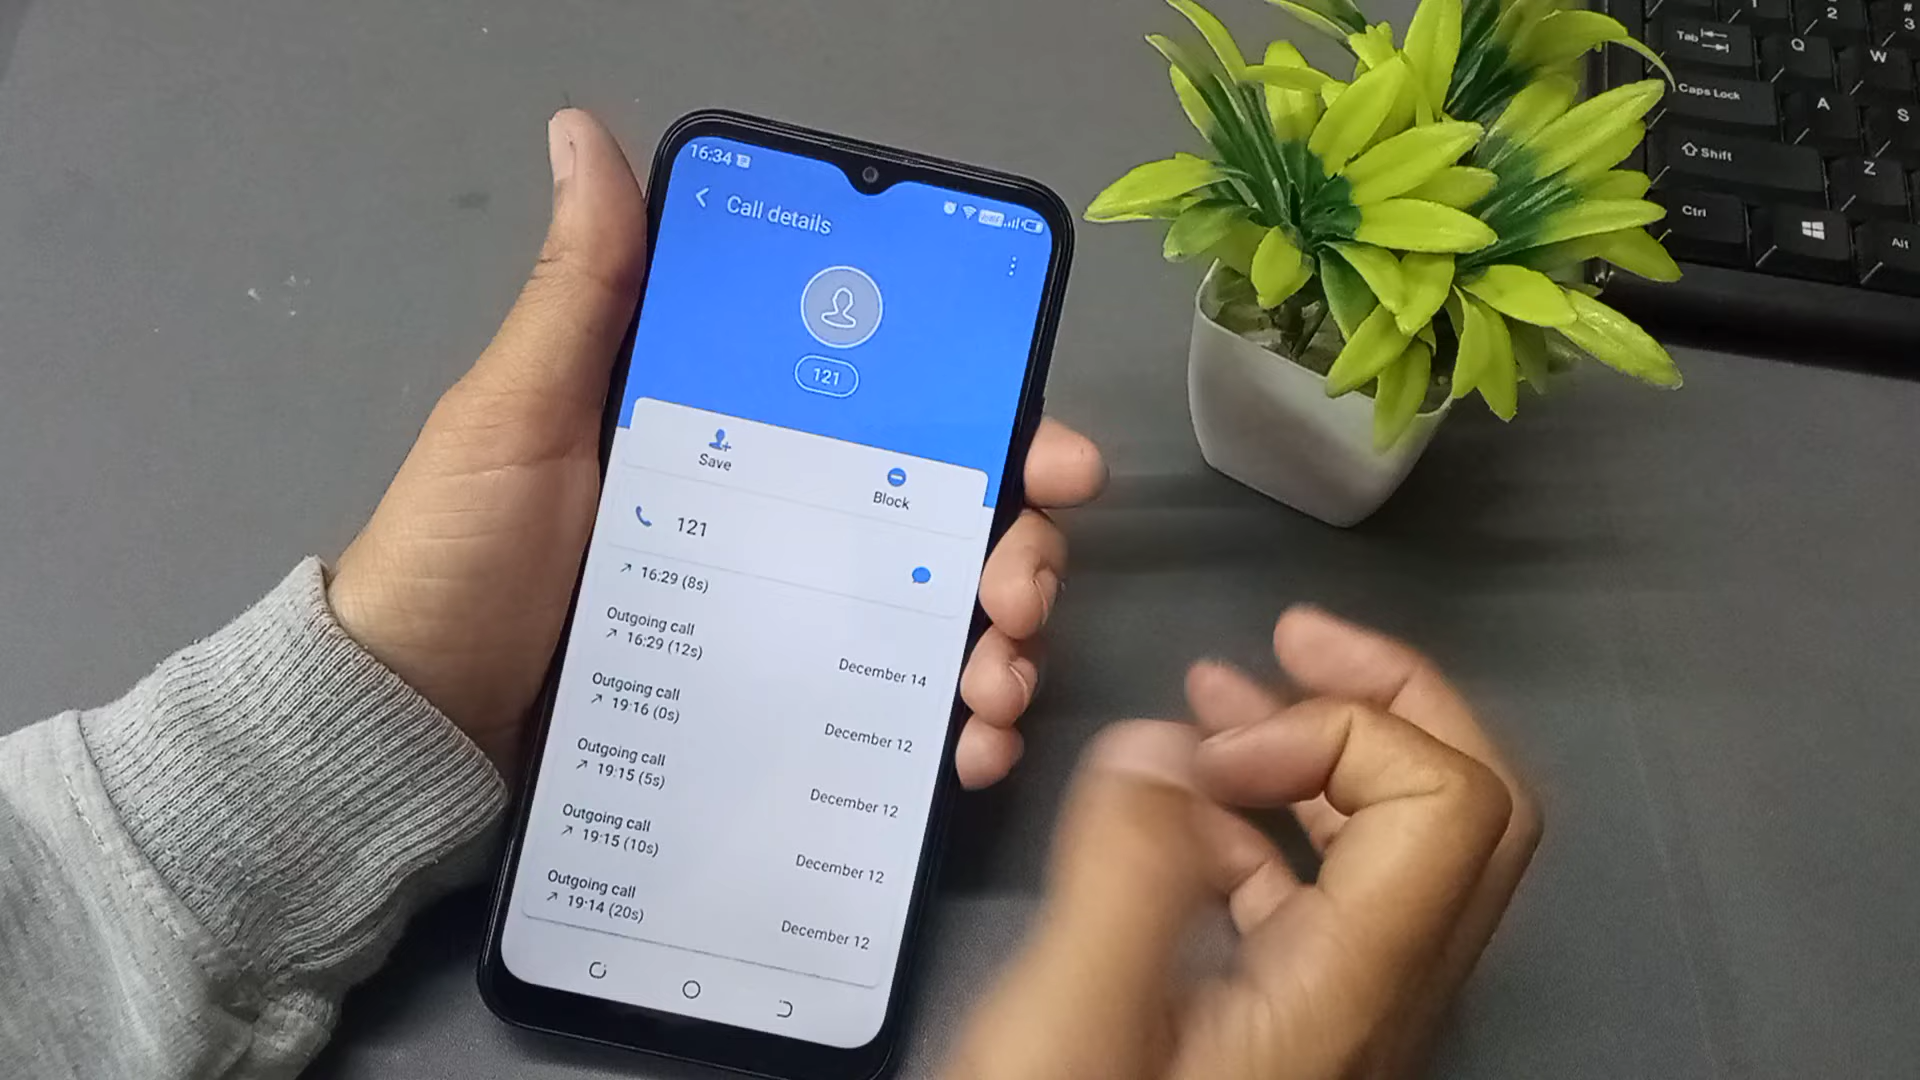 16:34
Call details
121
Save
Block
121
16:29 (8s)
Outgoing call
16:29 (12s)
December 14
Outgoing call
19:16 (0s)
December 12
Outgoing call
19:15 (5s)
December 12
Outgoing call
19:15 (10s)
December 12
Outgoing call
19:14 (20s)
December 12
1
2
#
3
Tab
Q
W
Caps Lock
A
S
Shift
Z
Ctrl
Alt